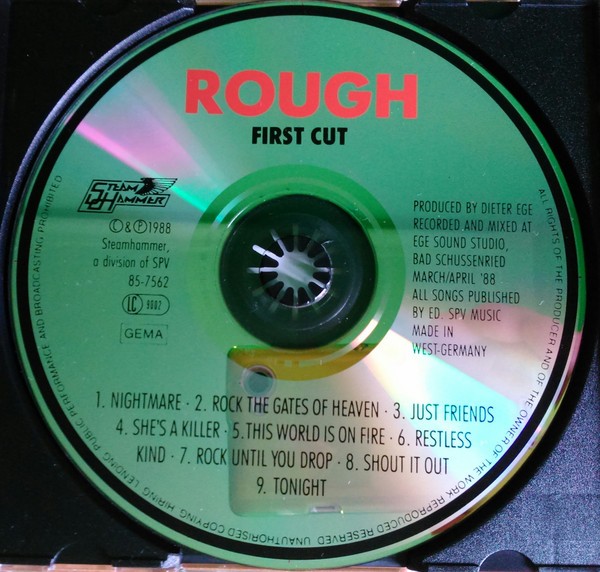 ROUGH
FIRST CUT
STEAM
HAMMER
©&℗1988
Steamhammer,
a division of SPV
85-7562
LC 9002
GEMA
PRODUCED BY DIETER EGE
RECORDED AND MIXED AT
EGE SOUND STUDIO,
BAD SCHUSSENRIED
MARCH/APRIL '88
ALL SONGS PUBLISHED
BY ED. SPV MUSIC
MADE IN
WEST-GERMANY
1. NIGHTMARE · 2. ROCK THE GATES OF HEAVEN · 3. JUST FRIENDS
4. SHE'S A KILLER · 5.THIS WORLD IS ON FIRE · 6. RESTLESS
KIND · 7. ROCK UNTIL YOU DROP · 8. SHOUT IT OUT
9. TONIGHT
ALL RIGHTS OF THE PRODUCER AND OF THE OWNER OF THE WORK REPRODUCED RESERVED UNAUTHORISED COPYING HIRING LENDING PUBLIC PERFORMANCE AND BROADCASTING PROHIBITED